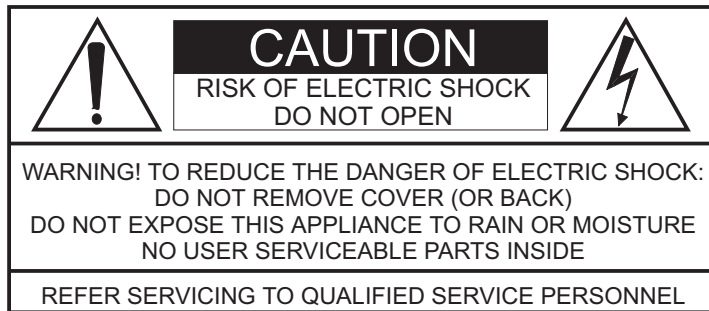 CAUTION
RISK OF ELECTRIC SHOCK
DO NOT OPEN
WARNING! TO REDUCE THE DANGER OF ELECTRIC SHOCK:
DO NOT REMOVE COVER (OR BACK)
DO NOT EXPOSE THIS APPLIANCE TO RAIN OR MOISTURE
NO USER SERVICEABLE PARTS INSIDE
REFER SERVICING TO QUALIFIED SERVICE PERSONNEL